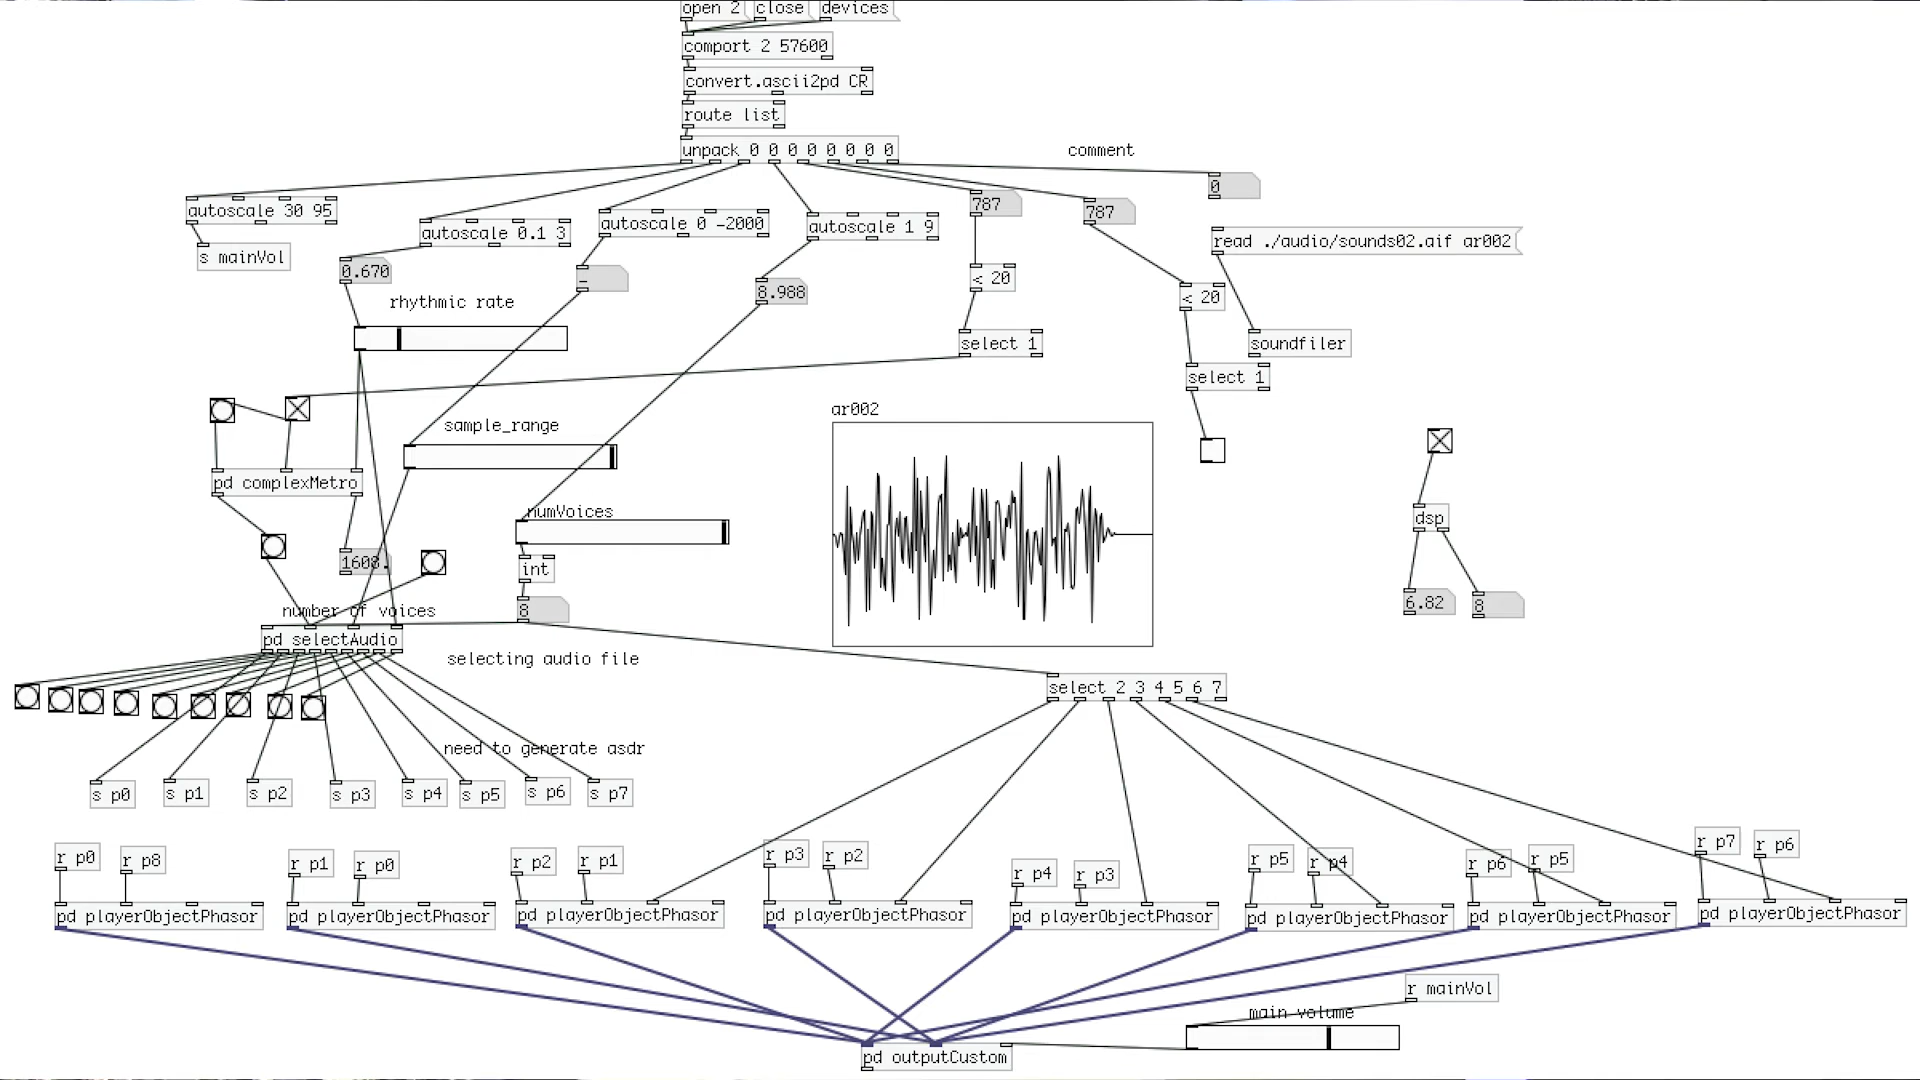 open 2 close devices
comport 2 57600
convert.ascii2pd CR
route list
unpack 0 0 0 0 0 0 0 0
comment
0
autoscale 30 95
s mainVol
autoscale 0.1 3
0.670
rhythmic rate
autoscale 0 -2000
-
autoscale 1 9
8.988
787
< 20
select 1
787
< 20
select 1
read ./audio/sounds02.aif ar002
soundfiler
ar002
sample_range
pd complexMetro
1608.
numVoices
int
8
number of voices
pd selectAudio
selecting audio file
dsp
6.82
8
select 2 3 4 5 6 7
need to generate asdr
s p0
s p1
s p2
s p3
s p4
s p5
s p6
s p7
r p0
r p8
r p1
r p0
r p2
r p1
r p3
r p2
r p4
r p3
r p5
r p4
r p6
r p5
r p7
r p6
pd playerObjectPhasor
pd playerObjectPhasor
pd playerObjectPhasor
pd playerObjectPhasor
pd playerObjectPhasor
pd playerObjectPhasor
pd playerObjectPhasor
pd playerObjectPhasor
r mainVol
main volume
pd outputCustom